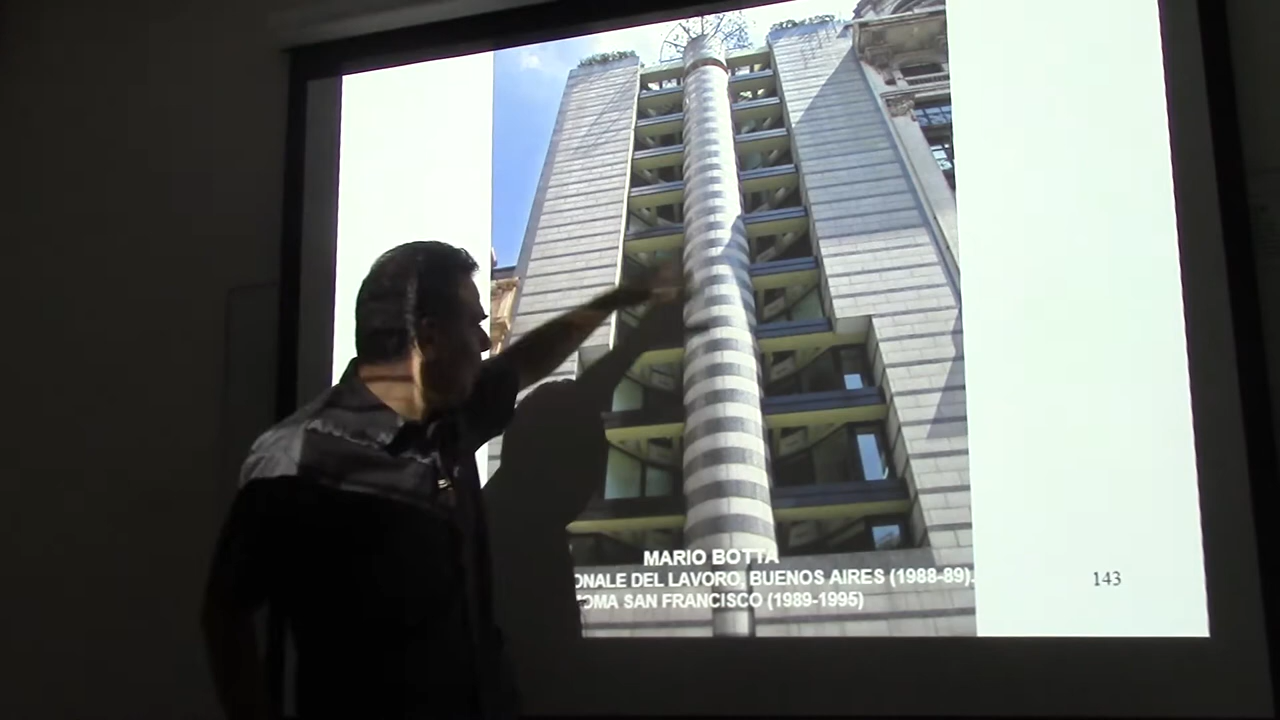 MARIO BOTTA
ONALE DEL LAVORO, BUENOS AIRES (1988-89).
OMA SAN FRANCISCO (1989-1995)
143